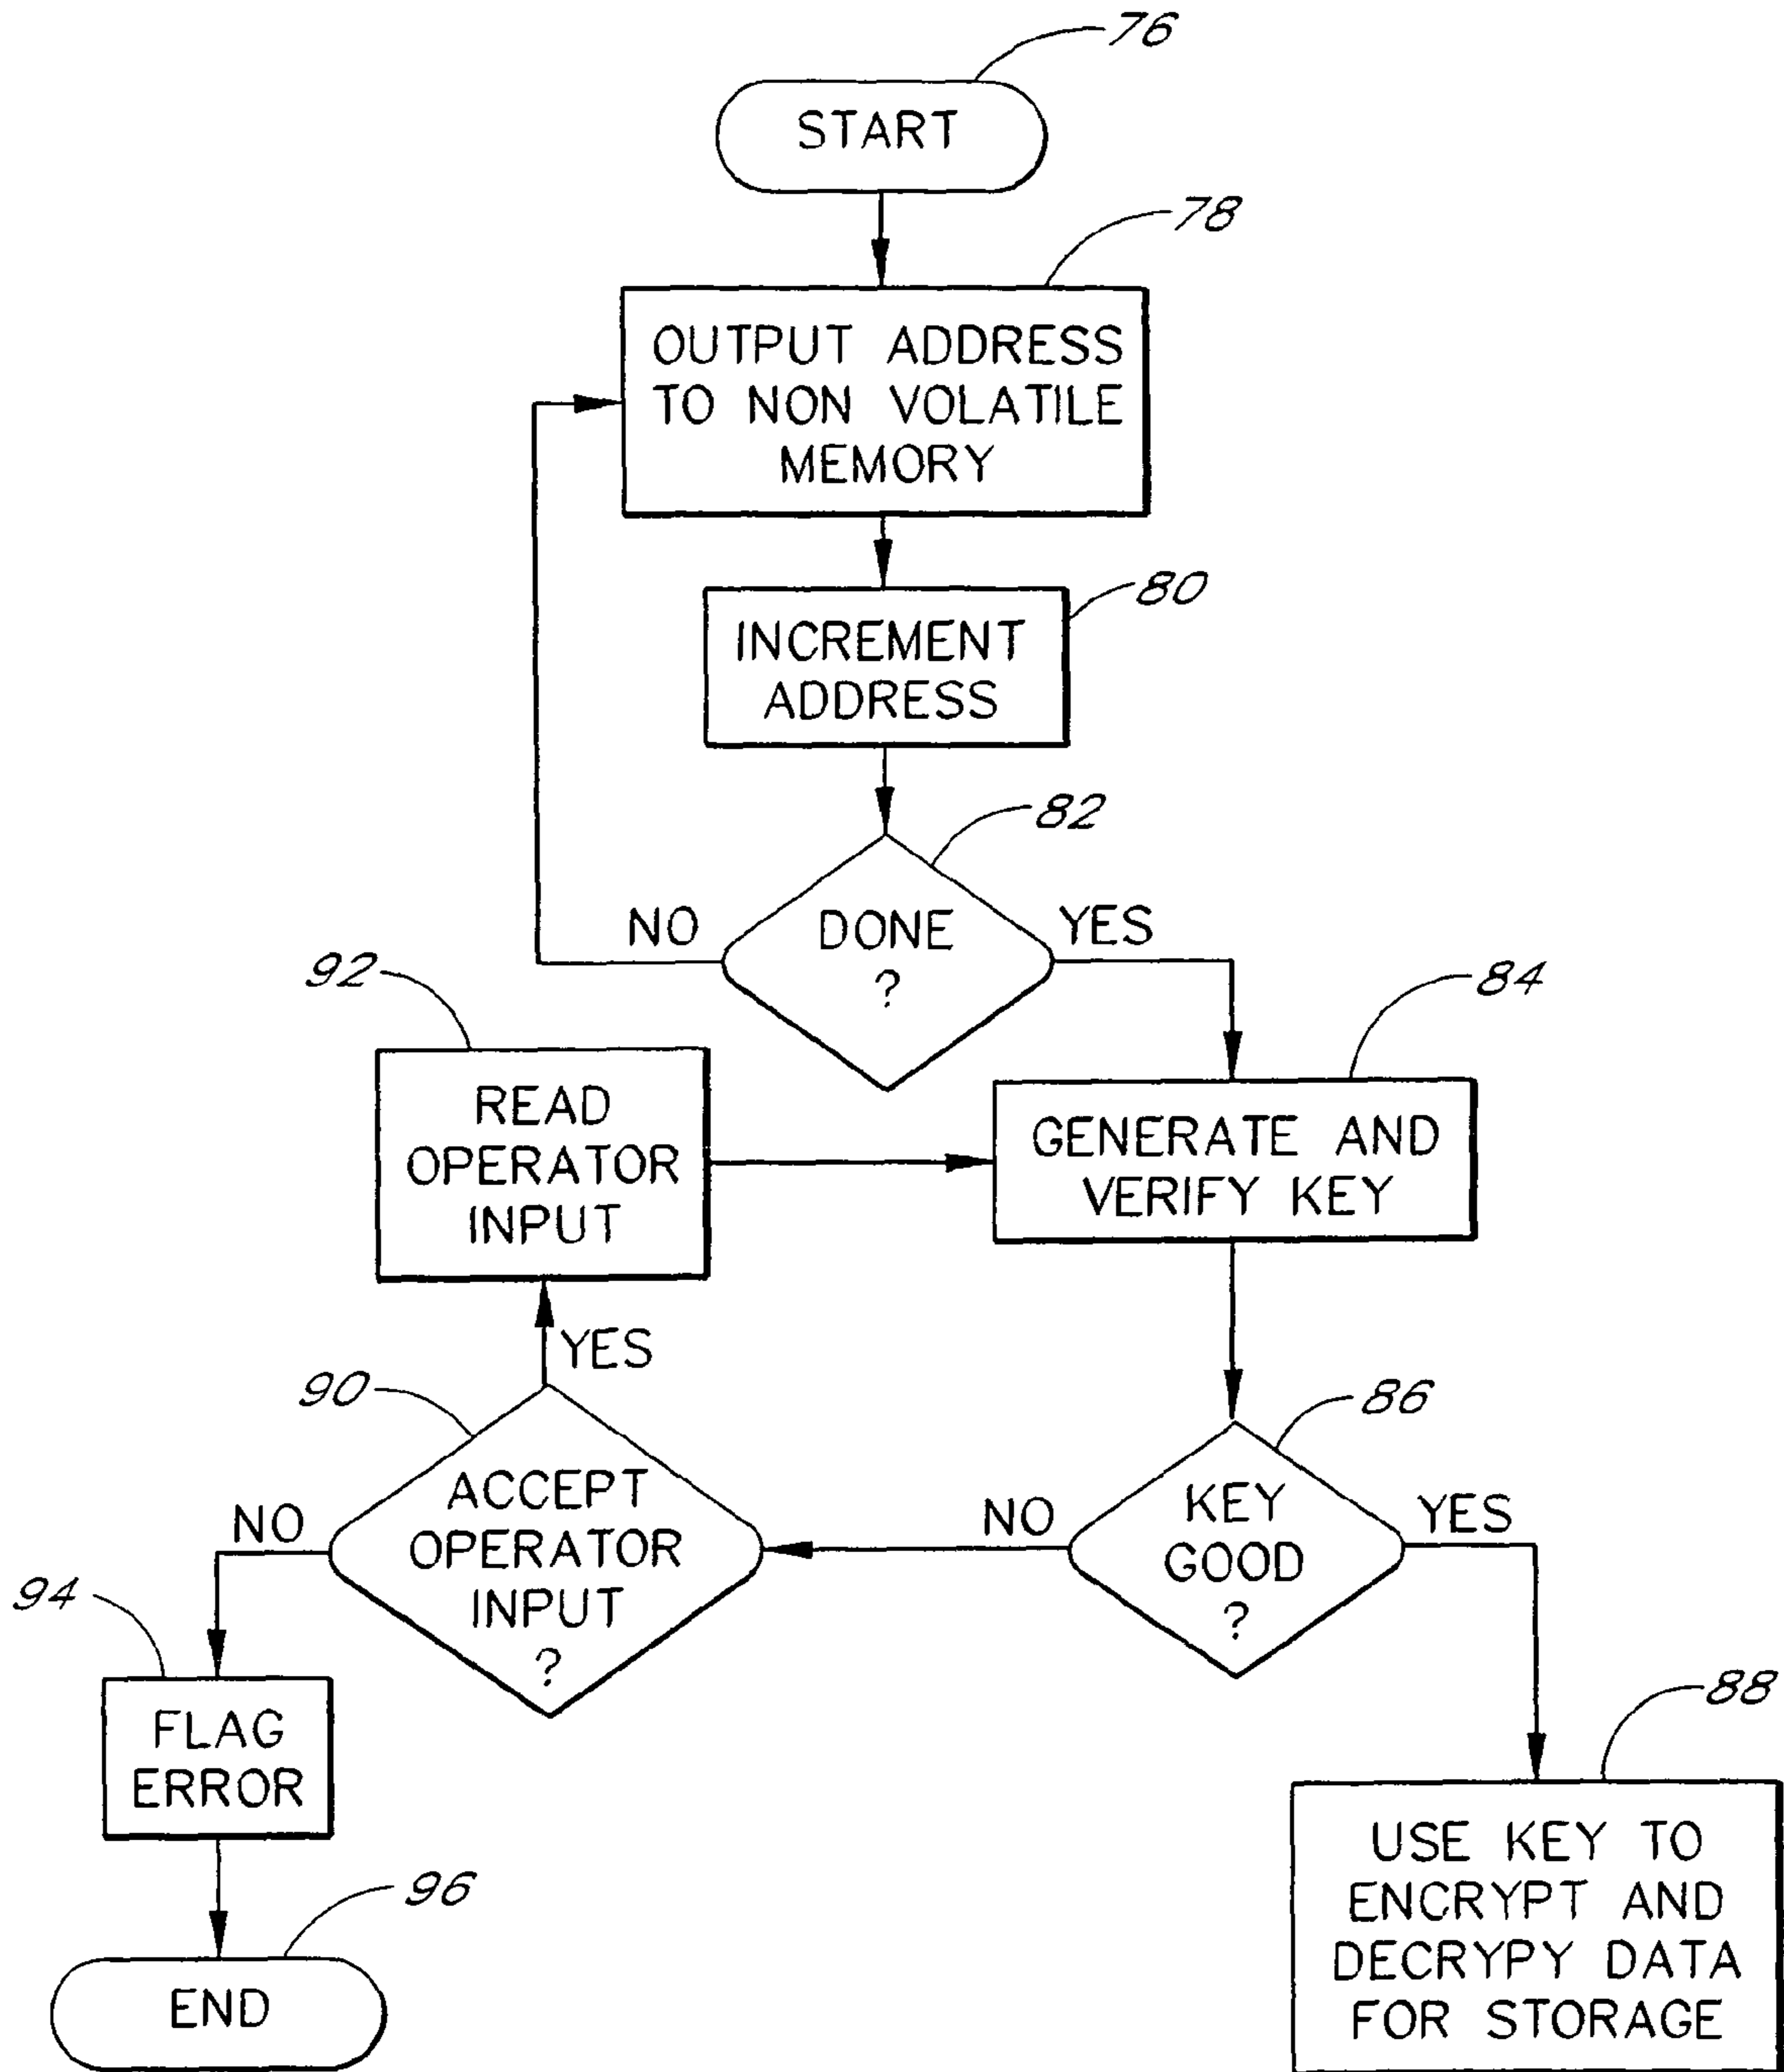 76
START
78
OUTPUT ADDRESS
TO NON VOLATILE
MEMORY
80
INCREMENT
ADDRESS
82
DONE
?
NO
YES
92
84
READ
OPERATOR
INPUT
GENERATE AND
VERIFY KEY
YES
90
86
ACCEPT
OPERATOR
INPUT
?
NO
KEY
GOOD
?
NO
YES
94
88
FLAG
ERROR
USE KEY TO
ENCRYPT AND
DECRYPY DATA
FOR STORAGE
96
END